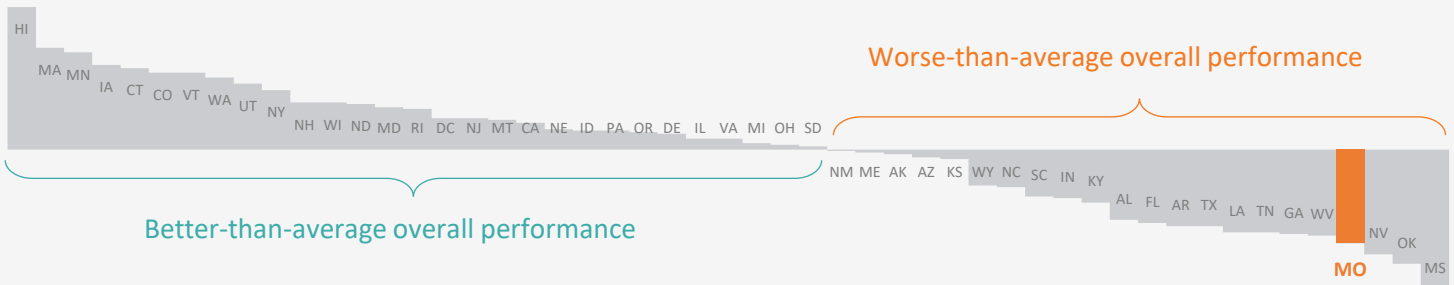 HI
MA
MN
IA
CT
CO
VT
WA
UT
NY
NH WI ND MD RI DC NJ MT CA NE ID PA OR DE IL VA MI OH SD
Better-than-average overall performance
Worse-than-average overall performance
NM ME AK AZ KS WY NC
SC
IN
KY
AL
FL
AR
TX
LA
TN
GA
WV
MO
NV
OK
MS